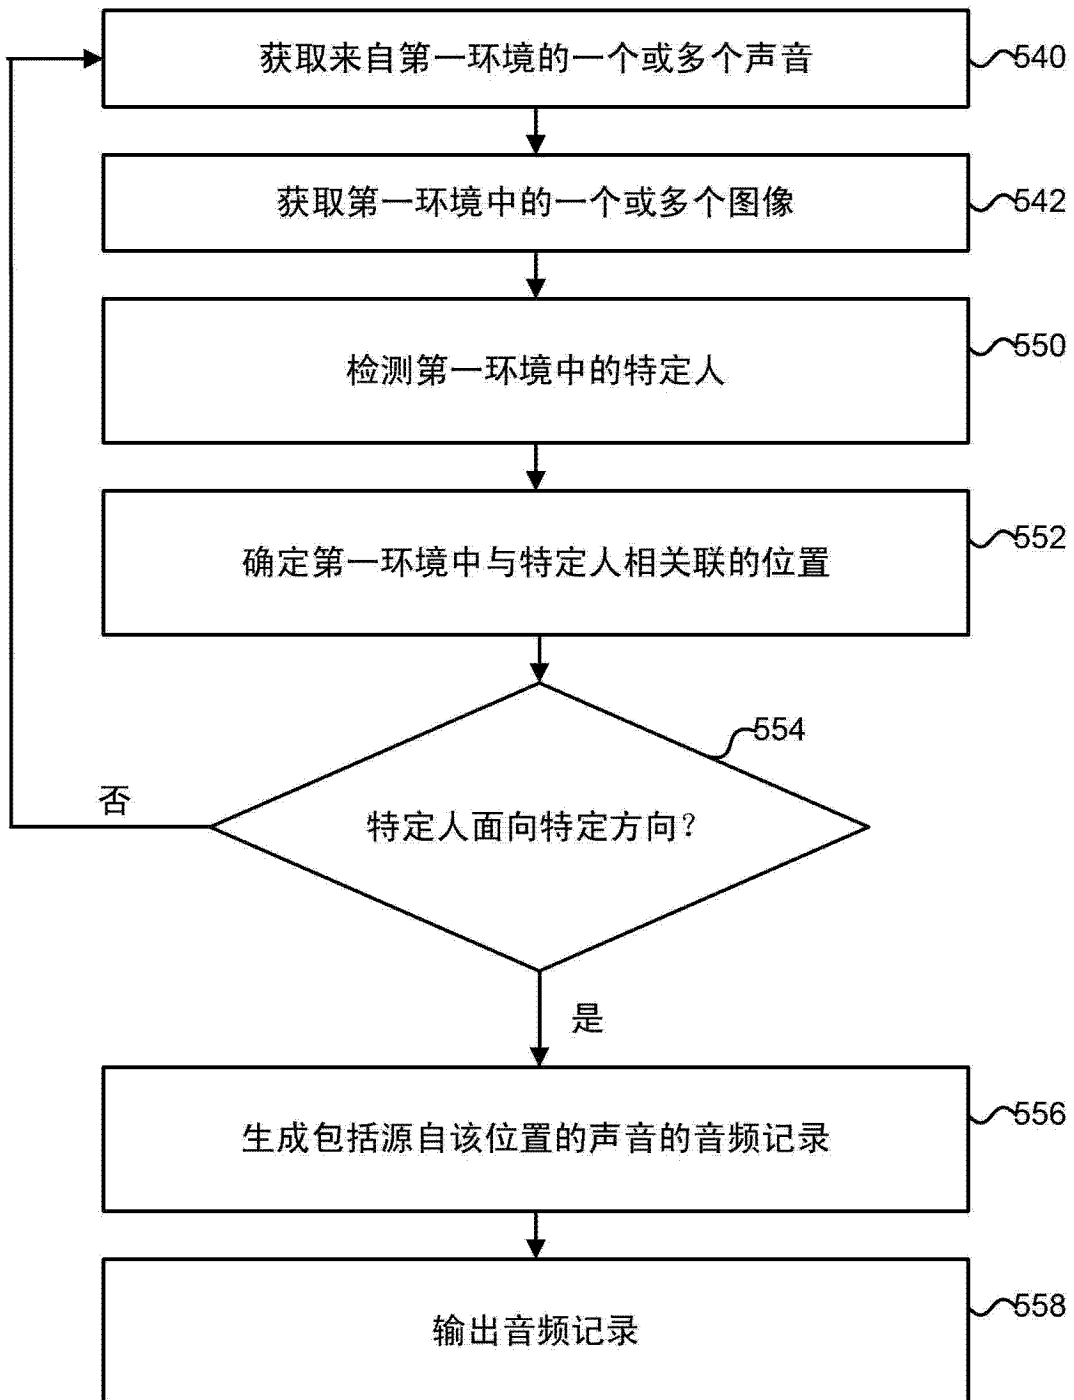 获取来自第一环境的一个或多个声音
540
获取第一环境中的一个或多个图像
542
检测第一环境中的特定人
550
确定第一环境中与特定人相关联的位置
552
554
特定人面向特定方向?
否
是
生成包括源自该位置的声音的音频记录
556
输出音频记录
558